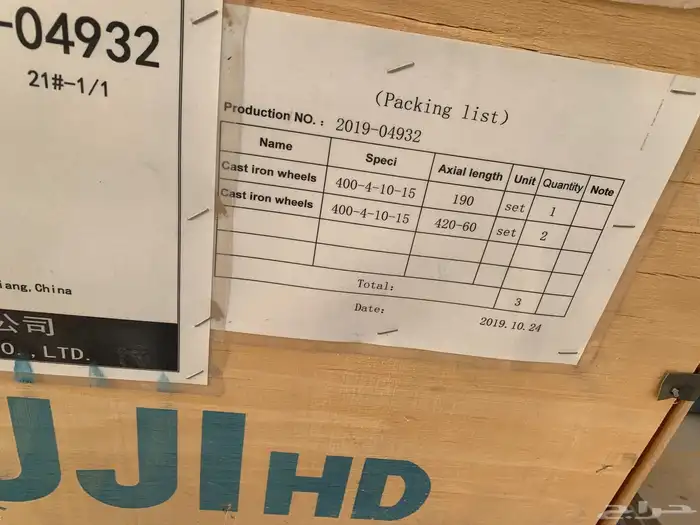 -04932
21#-1/1
iang,China
公司
O.,LTD.
(Packing list)
Production NO.: 2019-04932
Name Speci Axial length Unit Quantity Note
Cast iron wheels 400-4-10-15 190 set 1
Cast iron wheels 400-4-10-15 420-60 set 2
Total: 3
Date: 2019.10.24
UJI HD
حراج